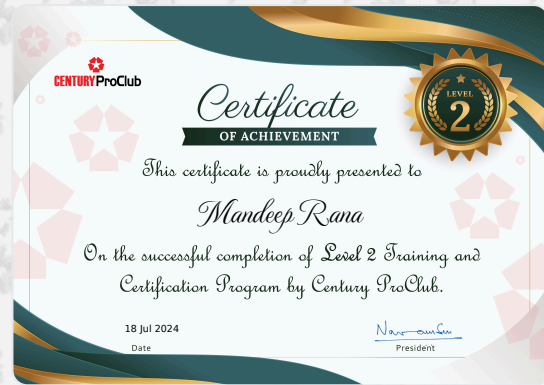 CENTURY ProClub
LEVEL
2
Certificate
OF ACHIEVEMENT
This certificate is proudly presented to
Mandeep Rana
On the successful completion of Level 2 Training and
Certification Program by Century ProClub.
18 Jul 2024
Date
President